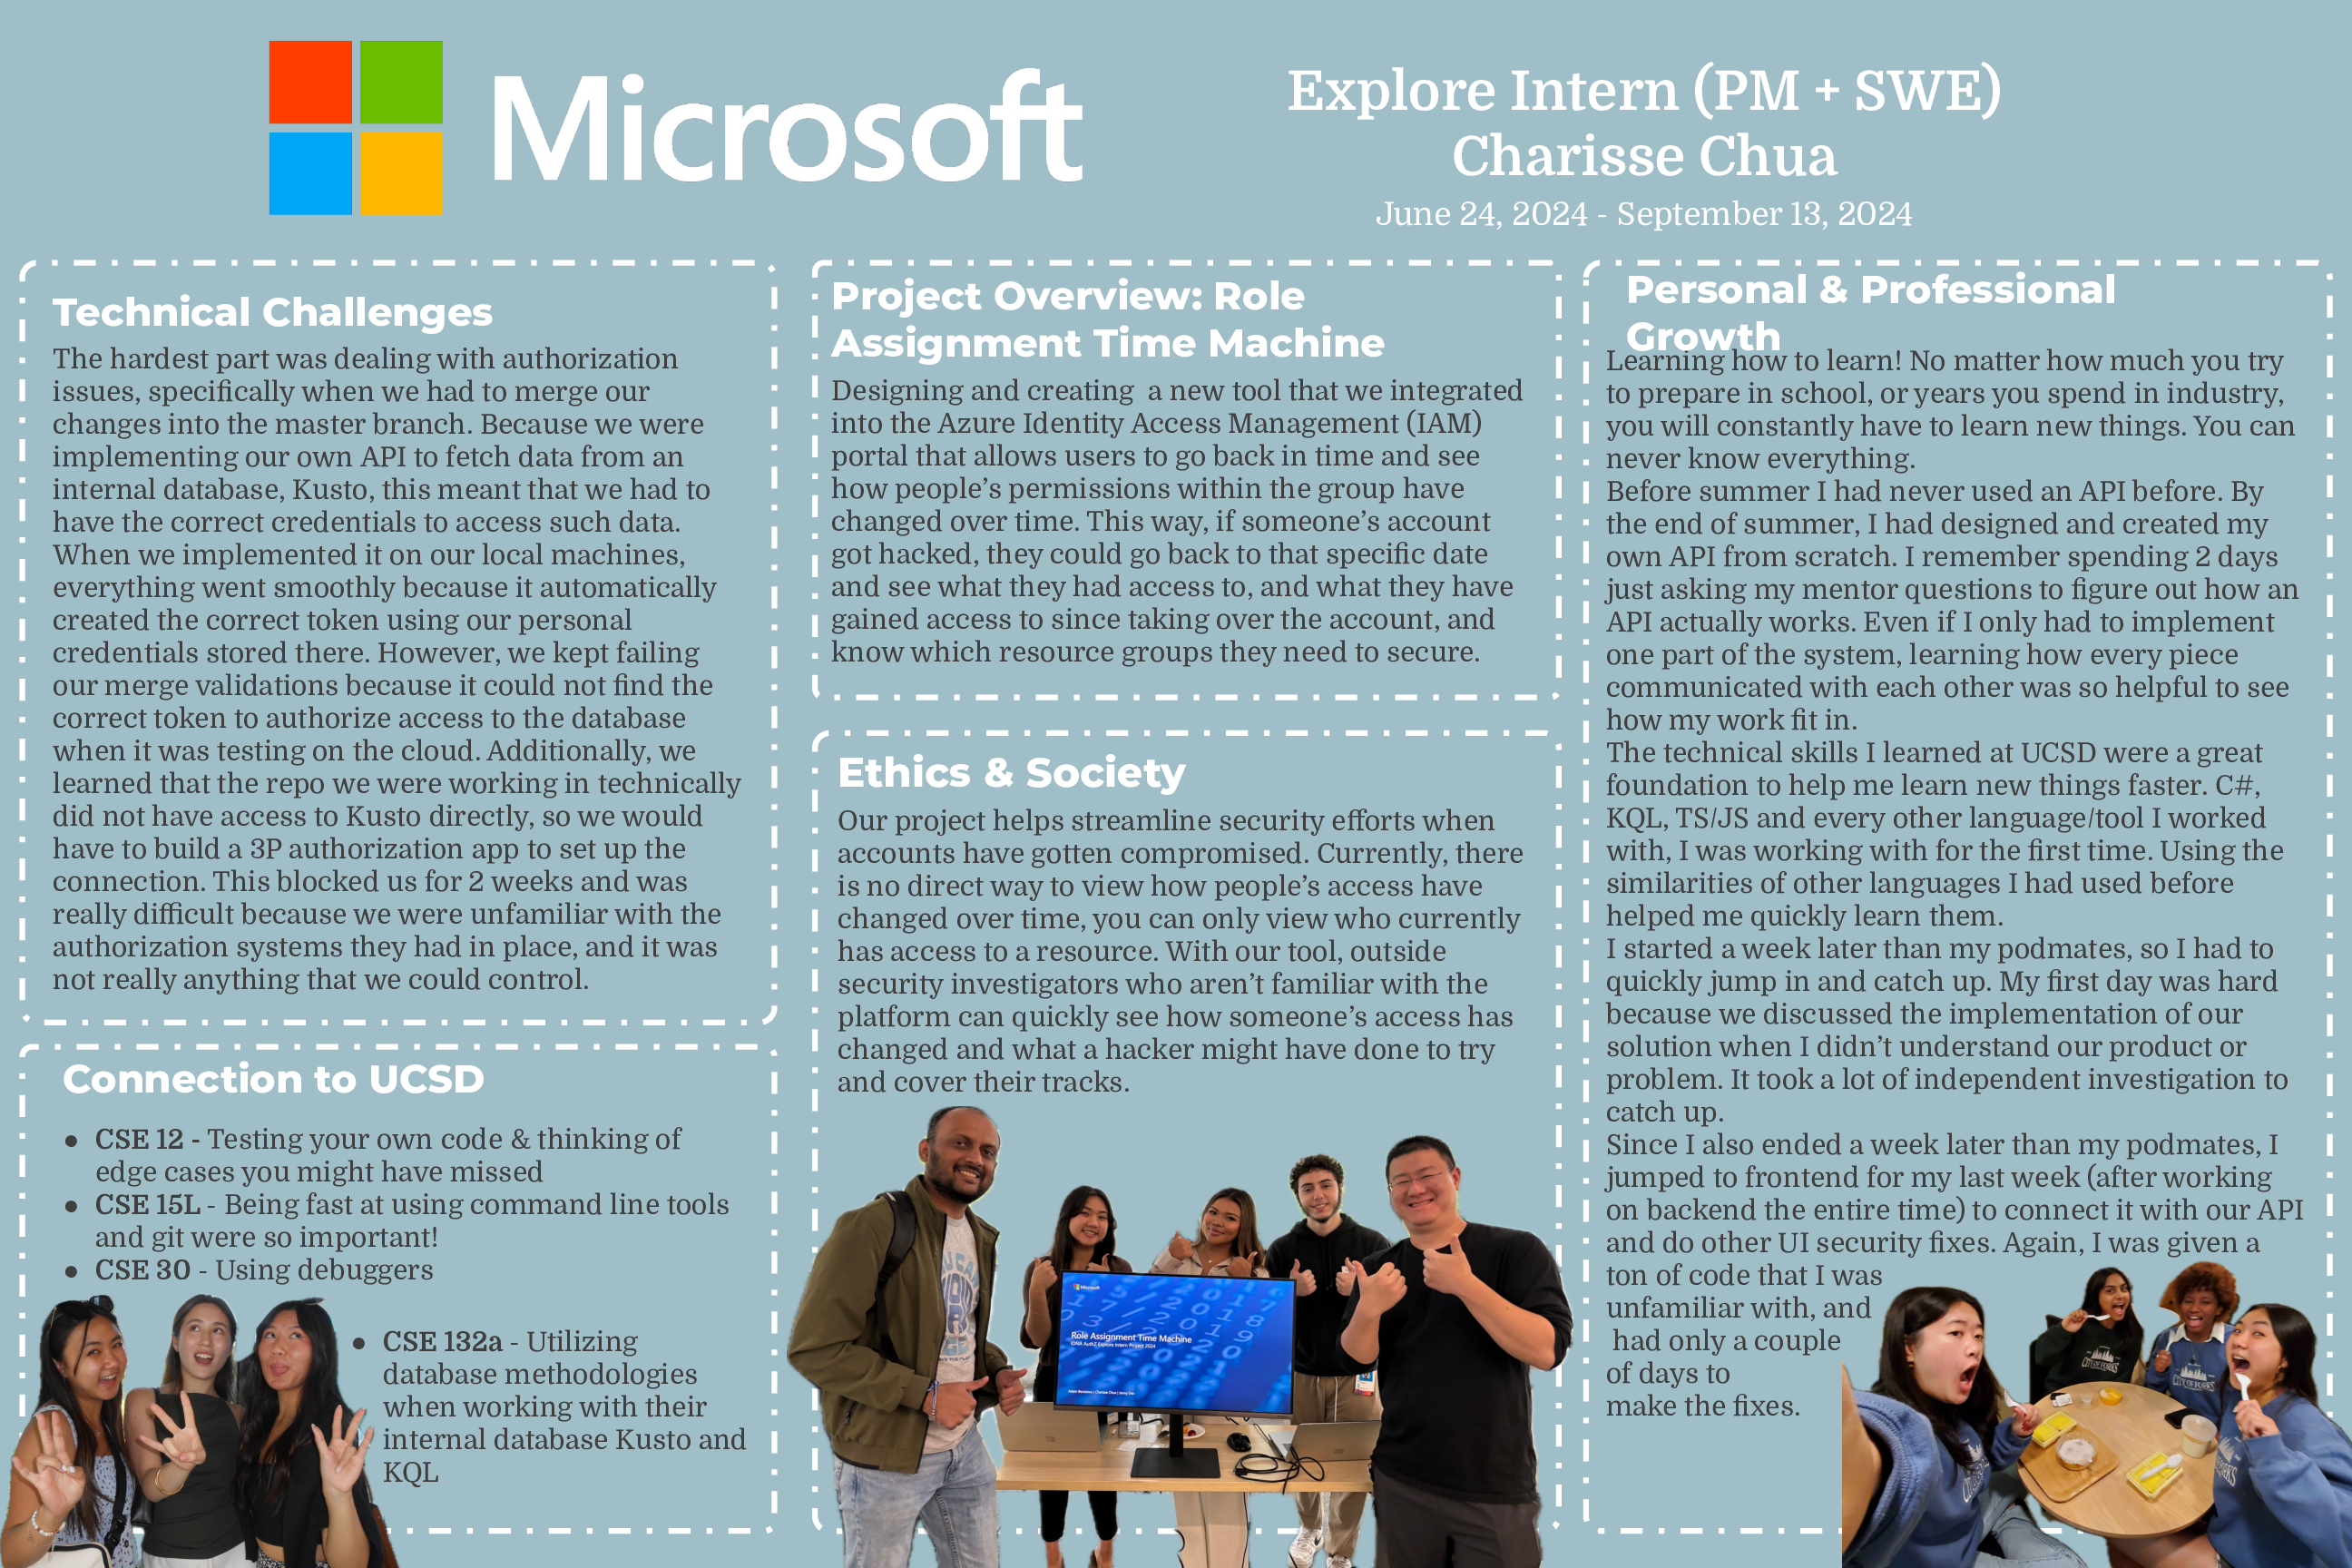 Microsoft
Explore Intern (PM + SWE)
Charisse Chua
June 24, 2024 - September 13, 2024
Technical Challenges
The hardest part was dealing with authorization
issues, specifically when we had to merge our
changes into the master branch. Because we were
implementing our own API to fetch data from an
internal database, Kusto, this meant that we had to
have the correct credentials to access such data.
When we implemented it on our local machines,
everything went smoothly because it automatically
created the correct token using our personal
credentials stored there. However, we kept failing
our merge validations because it could not find the
correct token to authorize access to the database
when it was testing on the cloud. Additionally, we
learned that the repo we were working in technically
did not have access to Kusto directly, so we would
have to build a 3P authorization app to set up the
connection. This blocked us for 2 weeks and was
really difficult because we were unfamiliar with the
authorization systems they had in place, and it was
not really anything that we could control.
Connection to UCSD
● CSE 12 - Testing your own code & thinking of
edge cases you might have missed
● CSE 15L - Being fast at using command line tools
and git were so important!
● CSE 30 - Using debuggers
● CSE 132a - Utilizing
database methodologies
when working with their
internal database Kusto and
KQL
Project Overview: Role
Assignment Time Machine
Designing and creating  a new tool that we integrated
into the Azure Identity Access Management (IAM)
portal that allows users to go back in time and see
how people’s permissions within the group have
changed over time. This way, if someone’s account
got hacked, they could go back to that specific date
and see what they had access to, and what they have
gained access to since taking over the account, and
know which resource groups they need to secure.
Ethics & Society
Our project helps streamline security efforts when
accounts have gotten compromised. Currently, there
is no direct way to view how people’s access have
changed over time, you can only view who currently
has access to a resource. With our tool, outside
security investigators who aren’t familiar with the
platform can quickly see how someone’s access has
changed and what a hacker might have done to try
and cover their tracks.
Microsoft
Role Assignment Time Machine
Explore Intern Project 2024
Personal & Professional
Growth
Learning how to learn! No matter how much you try
to prepare in school, or years you spend in industry,
you will constantly have to learn new things. You can
never know everything.
Before summer I had never used an API before. By
the end of summer, I had designed and created my
own API from scratch. I remember spending 2 days
just asking my mentor questions to figure out how an
API actually works. Even if I only had to implement
one part of the system, learning how every piece
communicated with each other was so helpful to see
how my work fit in.
The technical skills I learned at UCSD were a great
foundation to help me learn new things faster. C#,
KQL, TS/JS and every other language/tool I worked
with, I was working with for the first time. Using the
similarities of other languages I had used before
helped me quickly learn them.
I started a week later than my podmates, so I had to
quickly jump in and catch up. My first day was hard
because we discussed the implementation of our
solution when I didn’t understand our product or
problem. It took a lot of independent investigation to
catch up.
Since I also ended a week later than my podmates, I
jumped to frontend for my last week (after working
on backend the entire time) to connect it with our API
and do other UI security fixes. Again, I was given a
ton of code that I was
unfamiliar with, and
had only a couple
of days to
make the fixes.
CITY OF FORKS
CITY OF FORKS